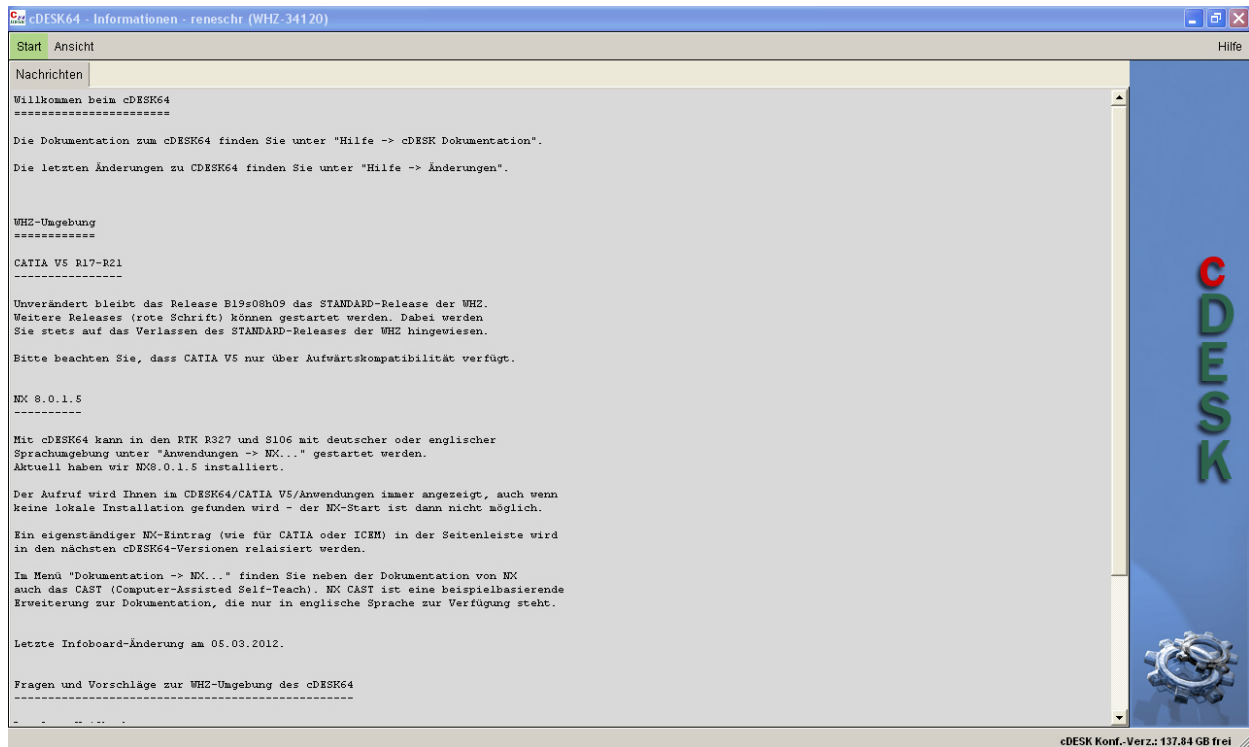 cDESK64 - Informationen - reneschr (WHZ-34120)
Start Ansicht Hilfe
Nachrichten
Willkommen beim cDESK64
=======================
Die Dokumentation zum cDESK64 finden Sie unter "Hilfe -> cDESK Dokumentation".
Die letzten Änderungen zu CDESK64 finden Sie unter "Hilfe -> Änderungen".
WHZ-Umgebung
============
CATIA V5 R17-R21
----------------
Unverändert bleibt das Release B19s08h09 das STANDARD-Release der WHZ.
Weitere Releases (rote Schrift) können gestartet werden. Dabei werden
Sie stets auf das Verlassen des STANDARD-Releases der WHZ hingewiesen.
Bitte beachten Sie, dass CATIA V5 nur über Aufwärtskompatibilität verfügt.
NX 8.0.1.5
----------
Mit cDESK64 kann in den RTK R327 und S106 mit deutscher oder englischer
Sprachumgebung unter "Anwendungen -> NX..." gestartet werden.
Aktuell haben wir NX8.0.1.5 installiert.
Der Aufruf wird Ihnen im CDESK64/CATIA V5/Anwendungen immer angezeigt, auch wenn
keine lokale Installation gefunden wird - der NX-Start ist dann nicht möglich.
Ein eigenständiger NX-Eintrag (wie für CATIA oder ICEM) in der Seitenleiste wird
in den nächsten cDESK64-Versionen relaisiert werden.
Im Menü "Dokumentation -> NX..." finden Sie neben der Dokumentation von NX
auch das CAST (Computer-Assisted Self-Teach). NX CAST ist eine beispielbasierende
Erweiterung zur Dokumentation, die nur in englische Sprache zur Verfügung steht.
Letzte Infoboard-Änderung am 05.03.2012.
Fragen und Vorschläge zur WHZ-Umgebung des cDESK64
--------------------------------------------------
CDESK
cDESK Konf.-Verz.: 137.84 GB frei